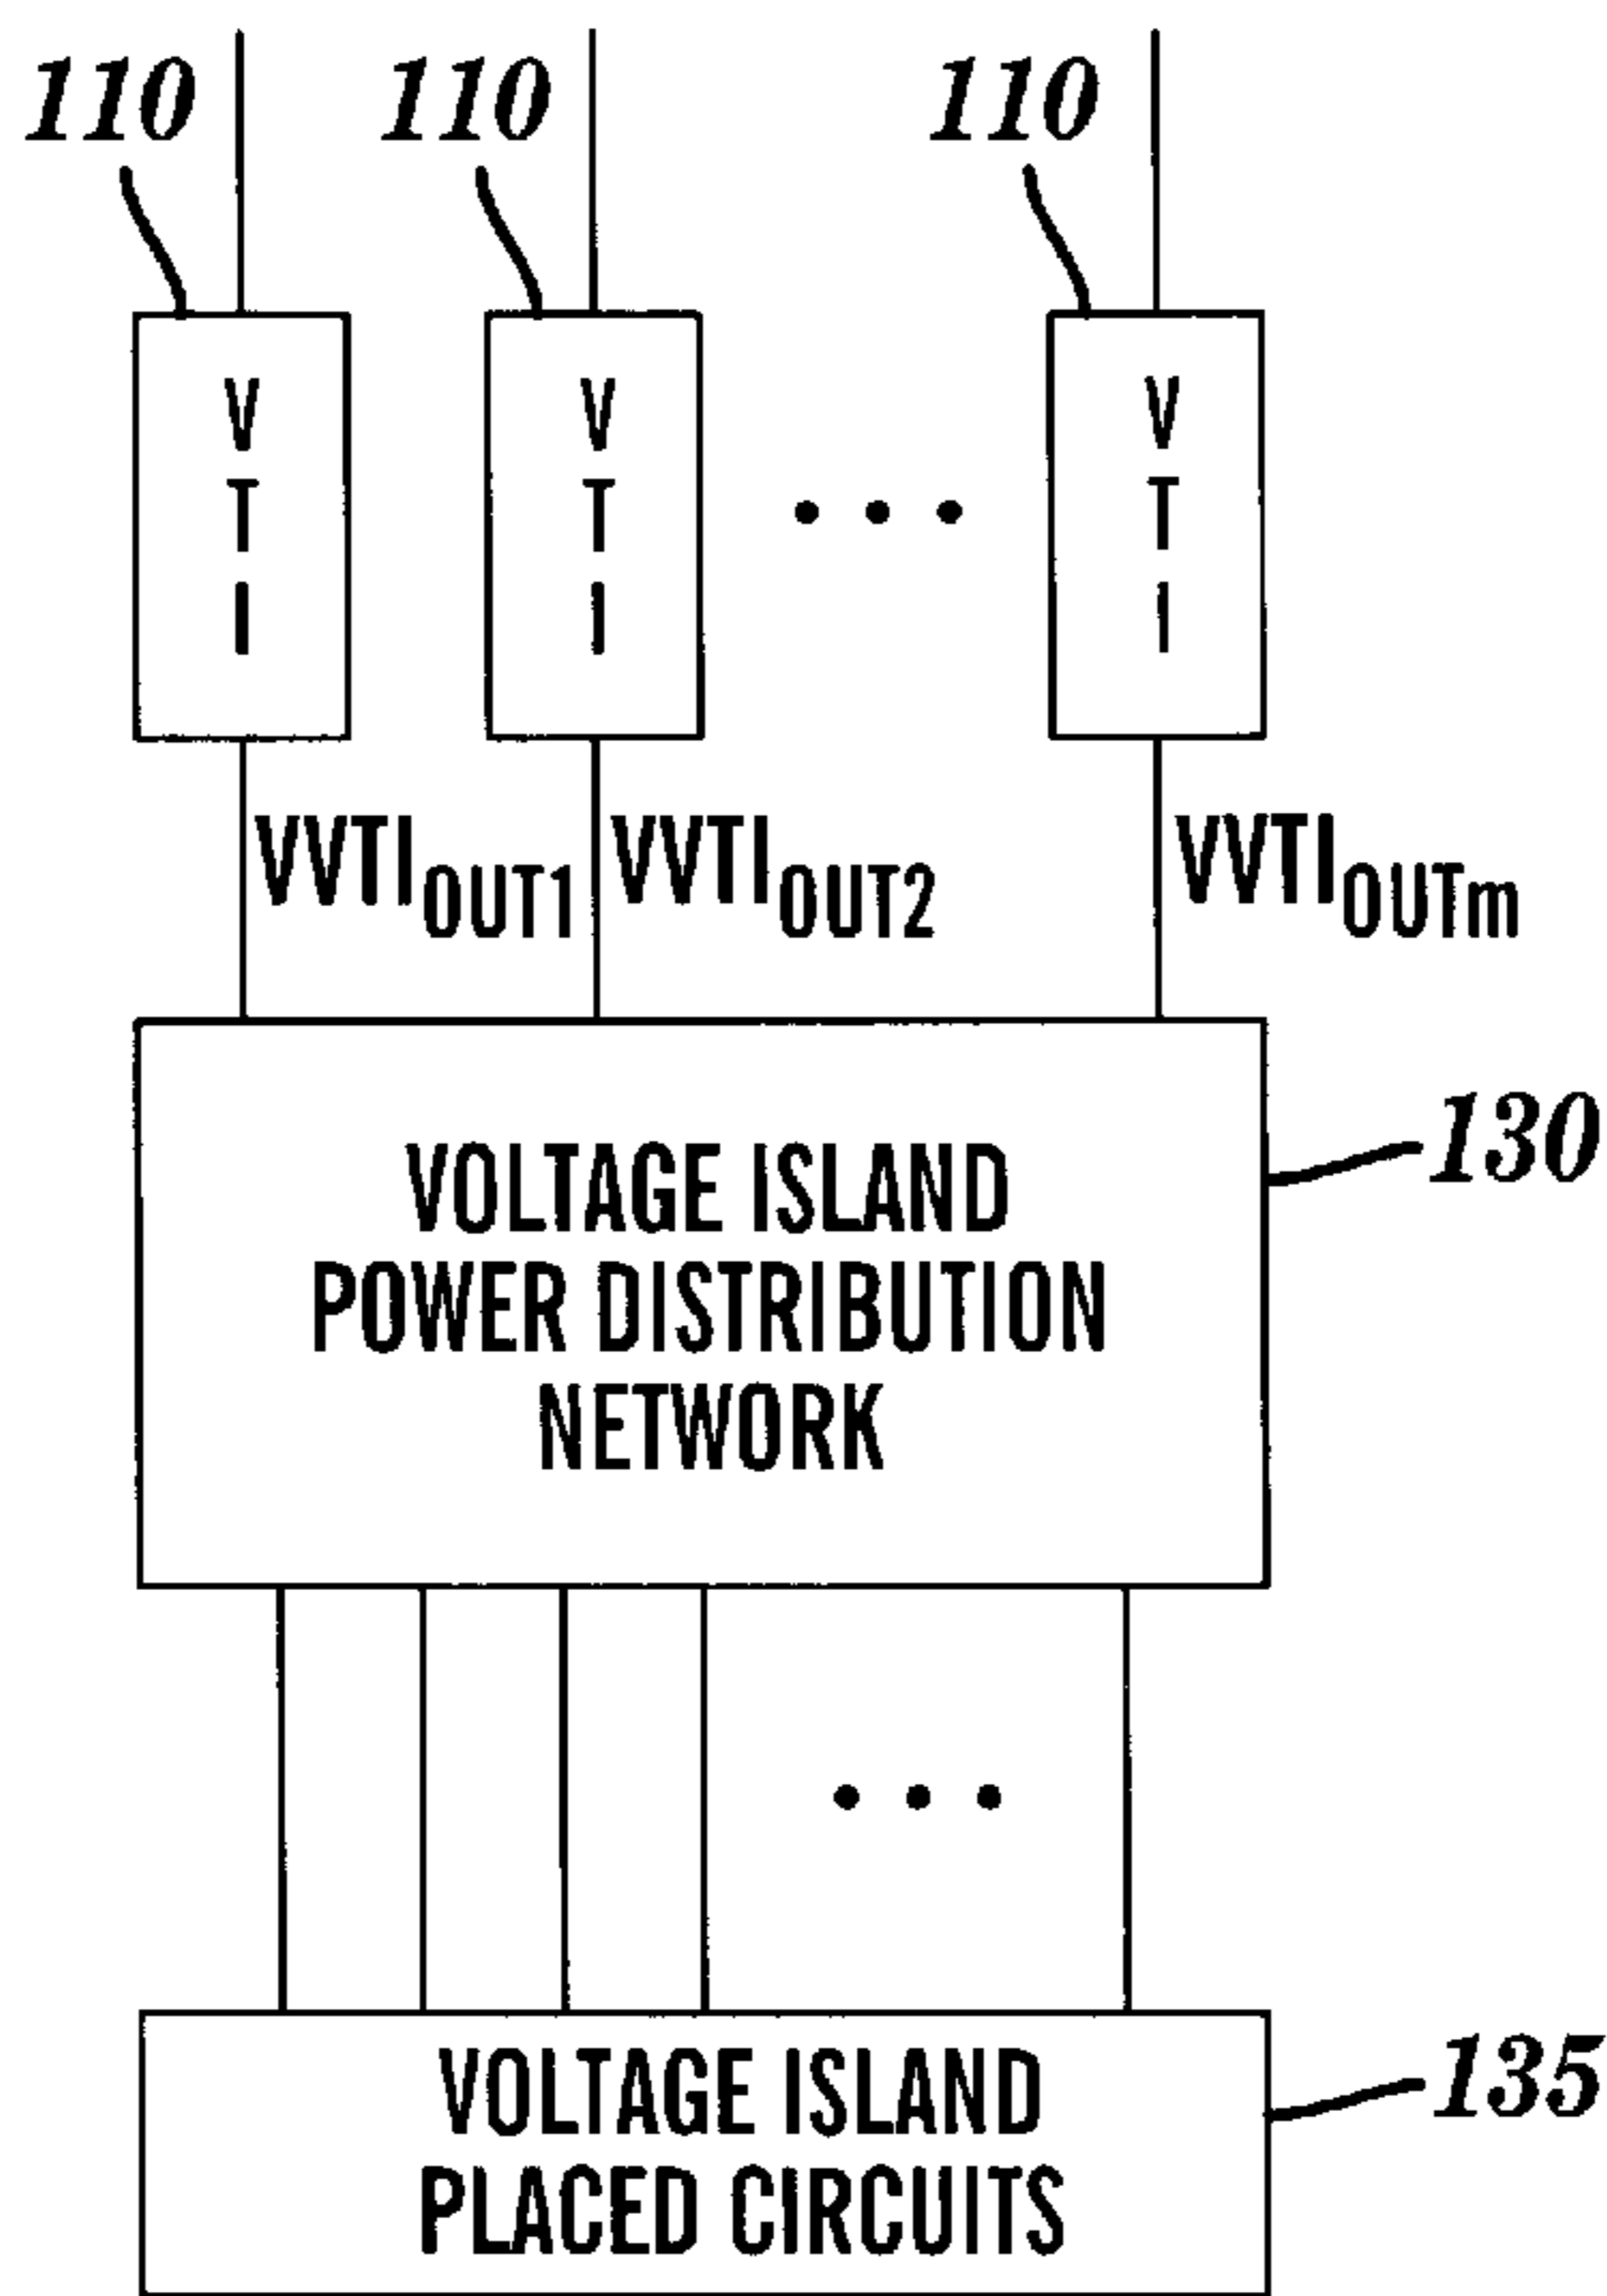 110 110 110
V T I
V T I
V T I
VVTIOUT1 VVTIOUT2 VVTIOUTm
VOLTAGE ISLAND
POWER DISTRIBUTION
NETWORK
130
VOLTAGE ISLAND
PLACED CIRCUITS
135